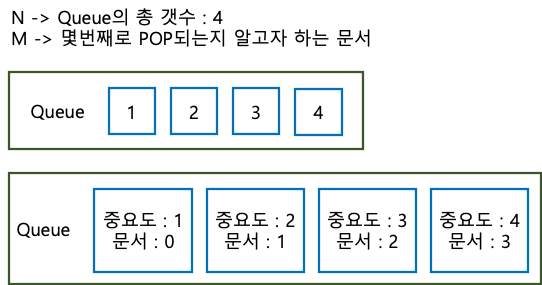 N -> Queue의 총 갯수 : 4
M -> 몇번째로 POP되는지 알고자 하는 문서
Queue 1 2 3 4
Queue
중요도 : 1 중요도 : 2 중요도 : 3 중요도 : 4
문서 : 0 문서 : 1 문서 : 2 문서 : 3